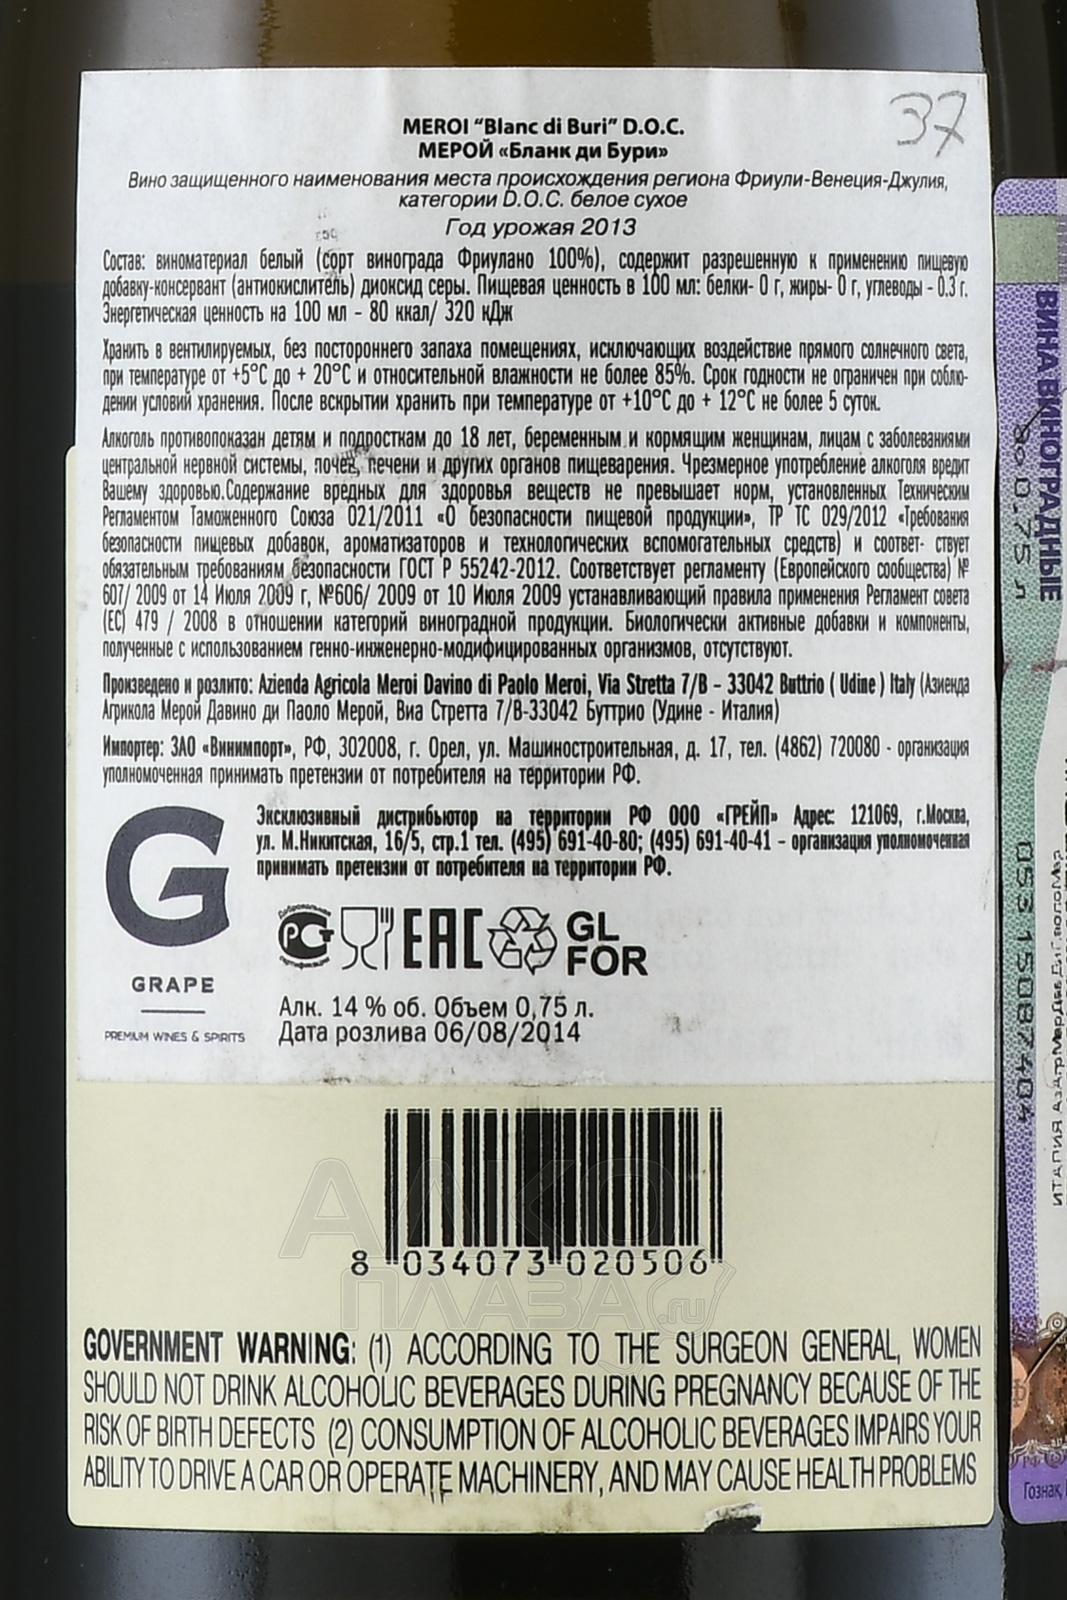 37
MEROI "Blanc di Buri" D.O.C.
МЕРОЙ «Бланк ди Бури»
Вино защищенного наименования места происхождения региона Фриули-Венеция-Джулия,
категории D.O.C. белое сухое
Год урожая 2013
Состав: виноматериал белый (сорт винограда Фриулано 100%), содержит разрешенную к применению пищевую
добавку-консервант (антиокислитель) диоксид серы. Пищевая ценность в 100 мл: белки- 0 г, жиры- 0 г, углеводы - 0.3 г.
Энергетическая ценность на 100 мл - 80 ккал/ 320 кДж
Хранить в вентилируемых, без постороннего запаха помещениях, исключающих воздействие прямого солнечного света,
при температуре от +5°C до + 20°C и относительной влажности не более 85%. Срок годности не ограничен при соблю-
дении условий хранения. После вскрытии хранить при температуре от +10°C до + 12°C не более 5 суток.
Алкоголь противопоказан детям и подросткам до 18 лет, беременным и кормящим женщинам, лицам с заболеваниями
центральной нервной системы, почек, печени и других органов пищеварения. Чрезмерное употребление алкоголя вредит
Вашему здоровью.Содержание вредных для здоровья веществ не превышает норм, установленных Техническим
Регламентом Таможенного Союза 021/2011 «О безопасности пищевой продукции», ТР ТС 029/2012 «Требования
безопасности пищевых добавок, ароматизаторов и технологических вспомогательных средств) и соответ- ствует
обязательным требованиям безопасности ГОСТ Р 55242-2012. Соответствует регламенту (Европейского сообщества) №
607/ 2009 от 14 Июля 2009 г, №606/ 2009 от 10 Июля 2009 устанавливающий правила применения Регламент совета
(ЕС) 479 / 2008 в отношении категорий виноградной продукции. Биологически активные добавки и компоненты,
полученные с использованием генно-инженерно-модифицированных организмов, отсутствуют.
Произведено и розлито: Azienda Agricola Meroi Davino di Paolo Meroi, Via Stretta 7/B - 33042 Buttrio ( Udine ) Italy (Азиенда
Агрикола Мерой Давино ди Паоло Мерой, Виа Стретта 7/В-33042 Буттрио (Удине - Италия)
Импортер: ЗАО «Винимпорт», РФ, 302008, г. Орел, ул. Машиностроительная, д. 17, тел. (4862) 720080 - организация
уполномоченная принимать претензии от потребителя на территории РФ.
Эксклюзивный дистрибьютор на территории РФ ООО «ГРЕЙП» Адрес: 121069, г.Москва,
ул. М.Никитская, 16/5, стр.1 тел. (495) 691-40-80; (495) 691-40-41 - организация уполномоченная
принимать претензии от потребителя на территории РФ.
G
GRAPE
PREMIUM WINES & SPIRITS
Добровольная
РСТ
сертификация
EAC
GL
FOR
Алк. 14 % об. Объем 0,75 л.
Дата розлива 06/08/2014
8 034073 020506
АЛКО
ПЛАЗА.ru
GOVERNMENT WARNING: (1) ACCORDING TO THE SURGEON GENERAL, WOMEN
SHOULD NOT DRINK ALCOHOLIC BEVERAGES DURING PREGNANCY BECAUSE OF THE
RISK OF BIRTH DEFECTS (2) CONSUMPTION OF ALCOHOLIC BEVERAGES IMPAIRS YOUR
ABILITY TO DRIVE A CAR OR OPERATE MACHINERY, AND MAY CAUSE HEALTH PROBLEMS
ВИНА ВИНОГРАДНЫЕ
до 0.75 л
053 15087404
ИТАЛИЯ
Гознак,